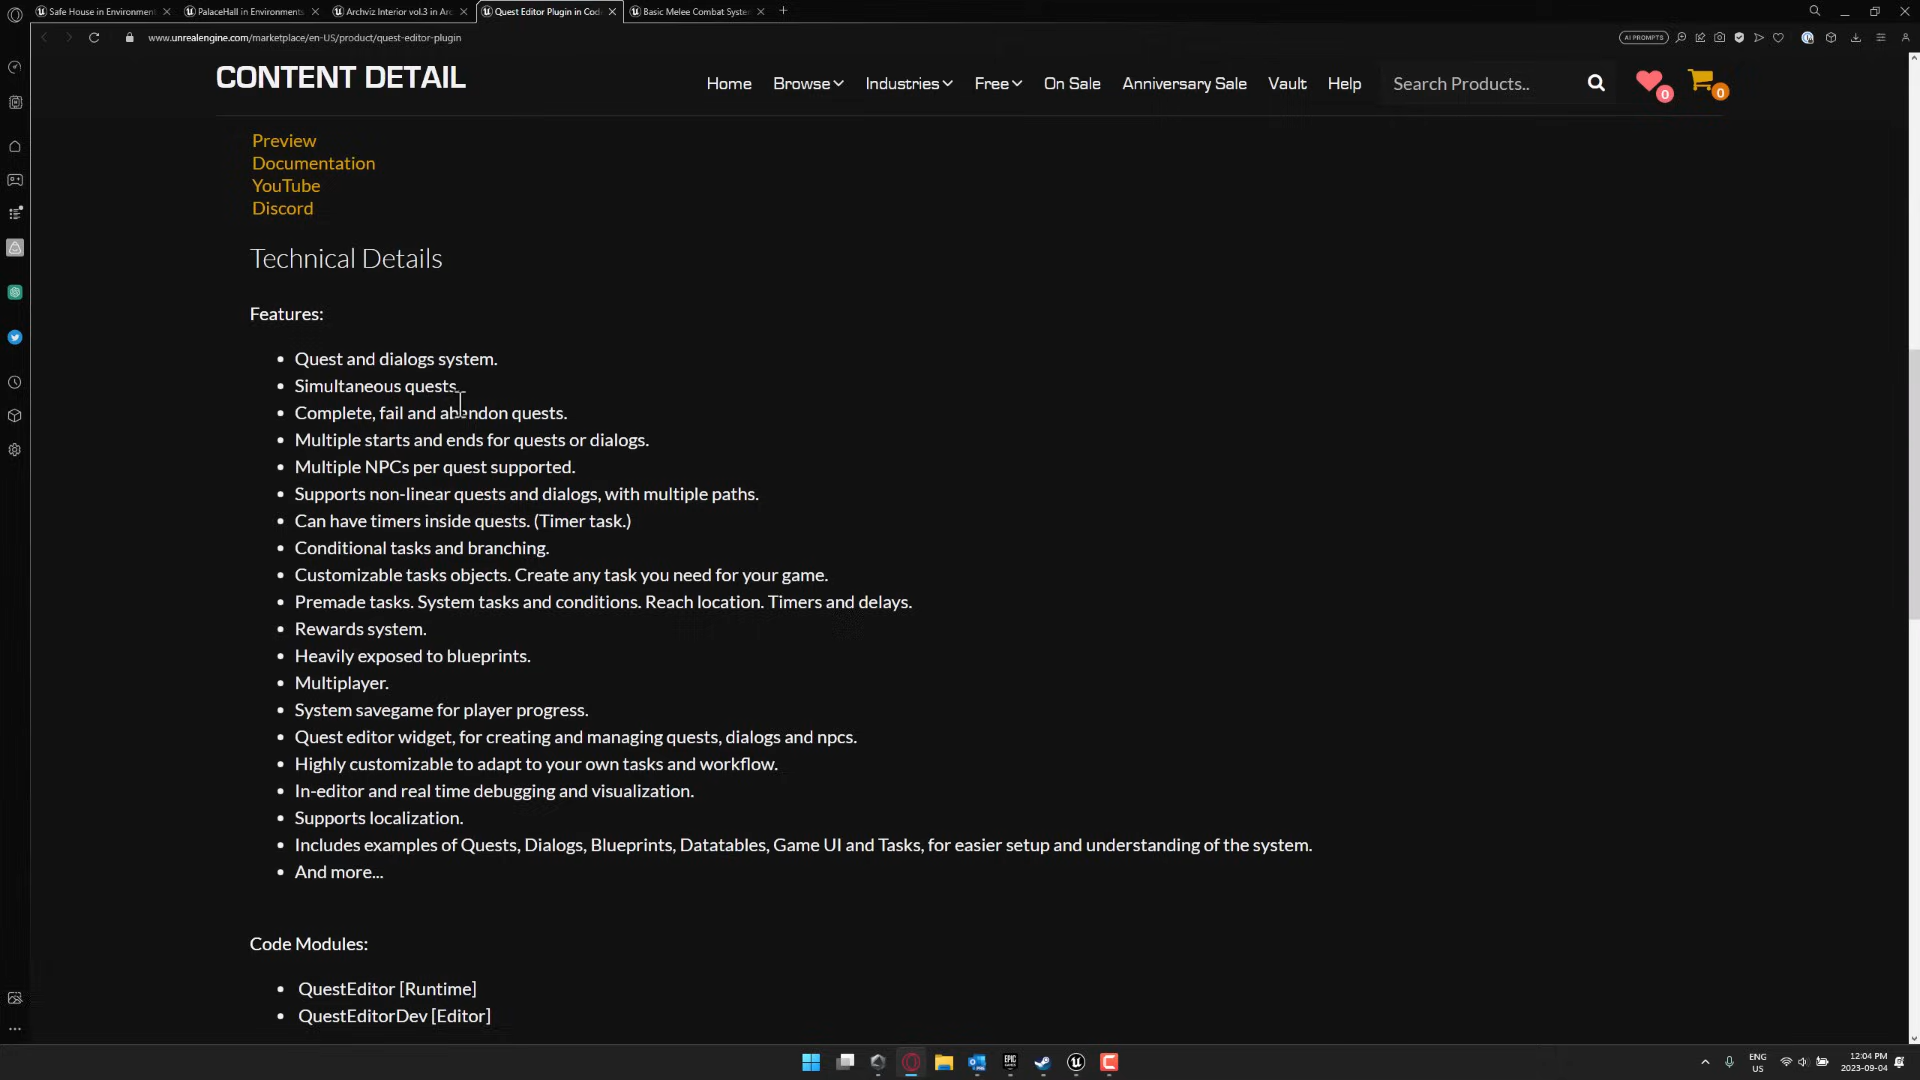 Safe House in Environmen
PalaceHall in Environments
Archviz Interior vol.3 in Arc
Quest Editor Plugin in Cod
Basic Melee Combat Syste
www.unrealengine.com/marketplace/en-US/product/quest-editor-plugin
AI PROMPTS
CONTENT DETAIL
Home
Browse
Industries
Free
On Sale
Anniversary Sale
Vault
Help
Search Products..
0
0
Preview
Documentation
YouTube
Discord
Technical Details
Features:
• Quest and dialogs system.
• Simultaneous quests.
• Complete, fail and abandon quests.
• Multiple starts and ends for quests or dialogs.
• Multiple NPCs per quest supported.
• Supports non-linear quests and dialogs, with multiple paths.
• Can have timers inside quests. (Timer task.)
• Conditional tasks and branching.
• Customizable tasks objects. Create any task you need for your game.
• Premade tasks. System tasks and conditions. Reach location. Timers and delays.
• Rewards system.
• Heavily exposed to blueprints.
• Multiplayer.
• System savegame for player progress.
• Quest editor widget, for creating and managing quests, dialogs and npcs.
• Highly customizable to adapt to your own tasks and workflow.
• In-editor and real time debugging and visualization.
• Supports localization.
• Includes examples of Quests, Dialogs, Blueprints, Datatables, Game UI and Tasks, for easier setup and understanding of the system.
• And more...
Code Modules:
• QuestEditor [Runtime]
• QuestEditorDev [Editor]
EPIC
ENG
US
12:04 PM
2023-09-04